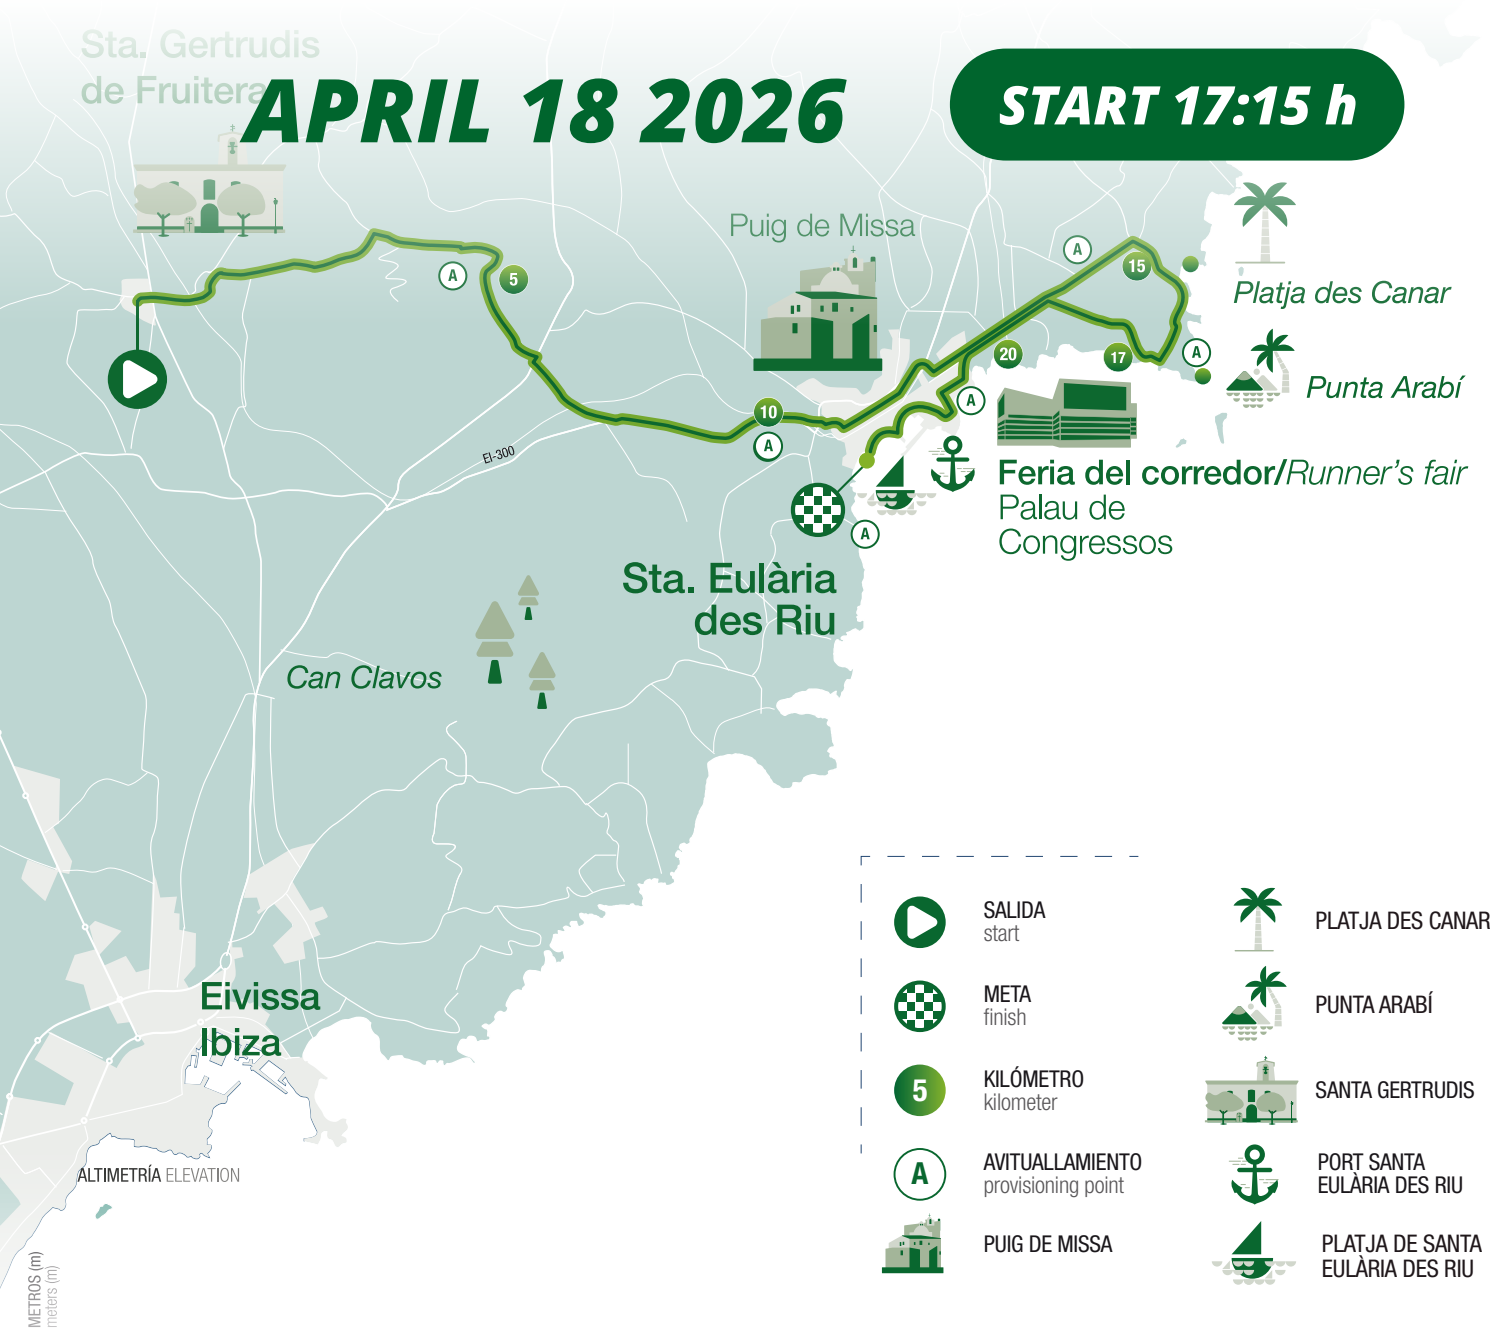 Sta. Gertrudis
de Fruitera
APRIL 18 2026
START 17:15 h
Puig de Missa
A
5
A
15
Platja des Canar
20
17
A
Punta Arabí
A
10
A
EI-300
Feria del corredor/Runner's fair
Palau de
Congressos
A
Sta. Eulària
des Riu
Can Clavos
Eivissa
Ibiza
ALTIMETRÍA ELEVATION
METROS (m)
meters (m)
SALIDA
start
META
finish
5
KILÓMETRO
kilometer
A
AVITUALLAMIENTO
provisioning point
PUIG DE MISSA
PLATJA DES CANAR
PUNTA ARABÍ
SANTA GERTRUDIS
PORT SANTA
EULÀRIA DES RIU
PLATJA DE SANTA
EULÀRIA DES RIU